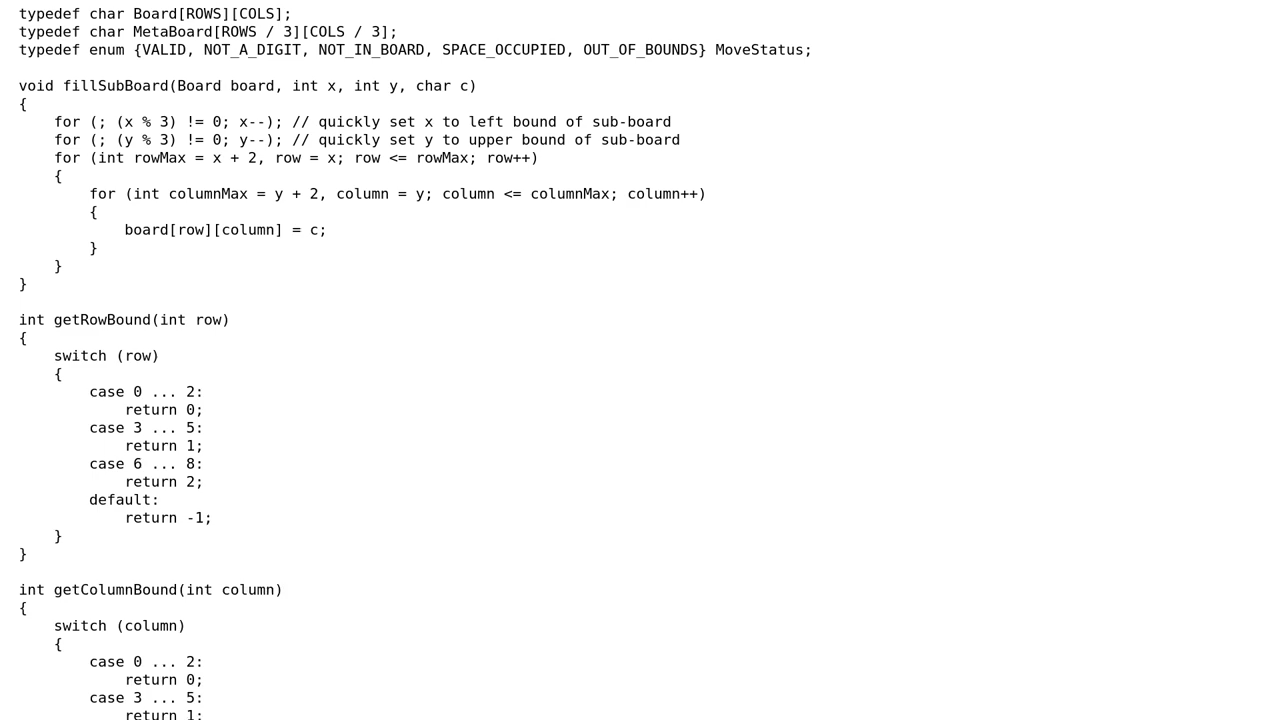 typedef char Board[ROWS][COLS];
typedef char MetaBoard[ROWS / 3][COLS / 3];
typedef enum {VALID, NOT_A_DIGIT, NOT_IN_BOARD, SPACE_OCCUPIED, OUT_OF_BOUNDS} MoveStatus;

void fillSubBoard(Board board, int x, int y, char c)
{
    for (; (x % 3) != 0; x--); // quickly set x to left bound of sub-board
    for (; (y % 3) != 0; y--); // quickly set y to upper bound of sub-board
    for (int rowMax = x + 2, row = x; row <= rowMax; row++)
    {
        for (int columnMax = y + 2, column = y; column <= columnMax; column++)
        {
            board[row][column] = c;
        }
    }
}

int getRowBound(int row)
{
    switch (row)
    {
        case 0 ... 2:
            return 0;
        case 3 ... 5:
            return 1;
        case 6 ... 8:
            return 2;
        default:
            return -1;
    }
}

int getColumnBound(int column)
{
    switch (column)
    {
        case 0 ... 2:
            return 0;
        case 3 ... 5:
            return 1;